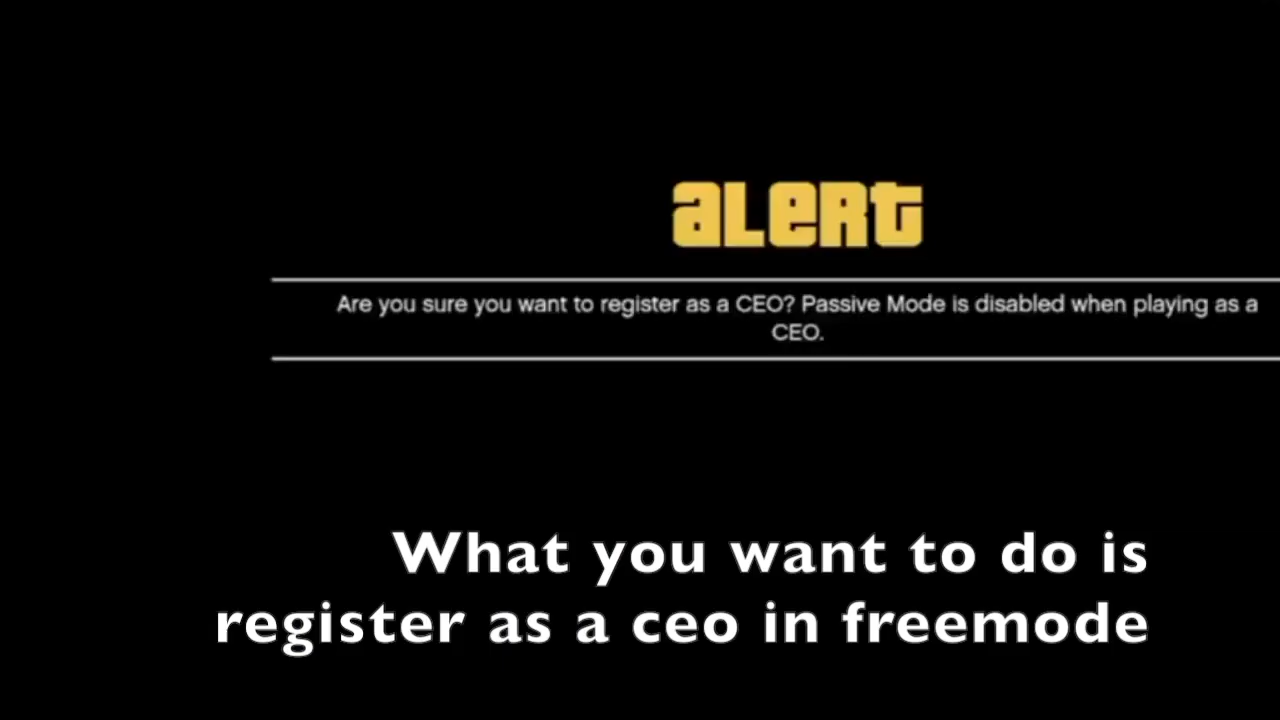 aLeRt
Are you sure you want to register as a CEO? Passive Mode is disabled when playing as a
CEO.
What you want to do is
register as a ceo in freemode